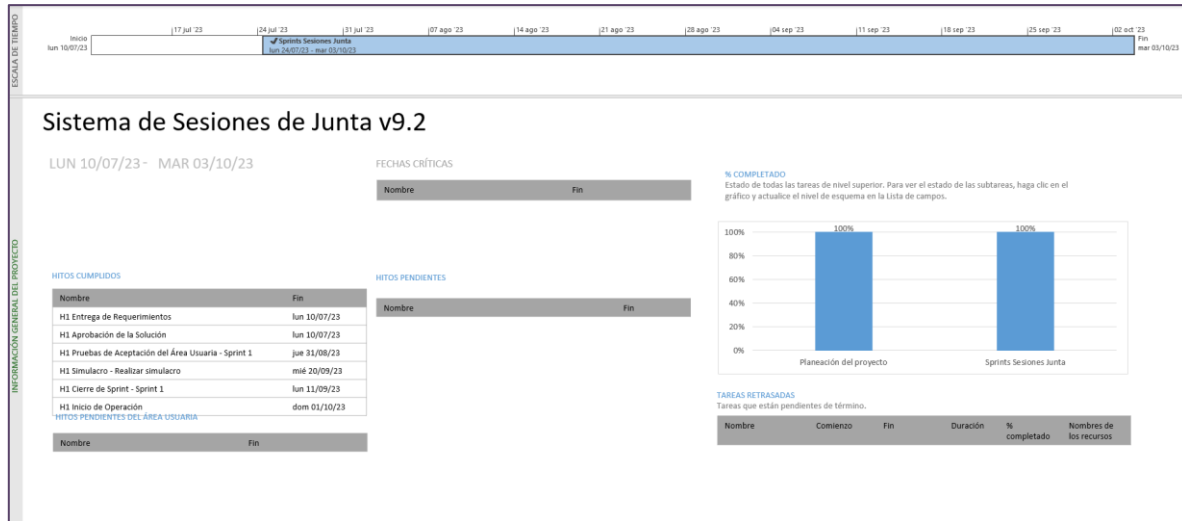 ESCALA DE TIEMPO
17 jul '23
24 jul '23
31 jul '23
07 ago '23
14 ago '23
21 ago '23
28 ago '23
04 sep '23
11 sep '23
18 sep '23
25 sep '23
02 oct '23
Inicio
lun 10/07/23
Sprints Sesiones Junta
lun 24/07/23 - mar 03/10/23
Fin
mar 03/10/23
INFORMACIÓN GENERAL DEL PROYECTO
Sistema de Sesiones de Junta v9.2
LUN 10/07/23 - MAR 03/10/23
FECHAS CRÍTICAS
Nombre Fin
% COMPLETADO
Estado de todas las tareas de nivel superior. Para ver el estado de las subtareas, haga clic en el
gráfico y actualice el nivel de esquema en la Lista de campos.
100%
80%
60%
40%
20%
0%
100%
100%
Planeación del proyecto
Sprints Sesiones Junta
HITOS CUMPLIDOS
Nombre Fin
H1 Entrega de Requerimientos lun 10/07/23
H1 Aprobación de la Solución lun 10/07/23
H1 Pruebas de Aceptación del Área Usuaria - Sprint 1 jue 31/08/23
H1 Simulacro - Realizar simulacro mié 20/09/23
H1 Cierre de Sprint - Sprint 1 lun 11/09/23
H1 Inicio de Operación dom 01/10/23
HITOS PENDIENTES
Nombre Fin
HITOS PENDIENTES DEL ÁREA USUARIA
Nombre Fin
TAREAS RETRASADAS
Tareas que están pendientes de término.
Nombre Comienzo Fin Duración % completado Nombres de los recursos